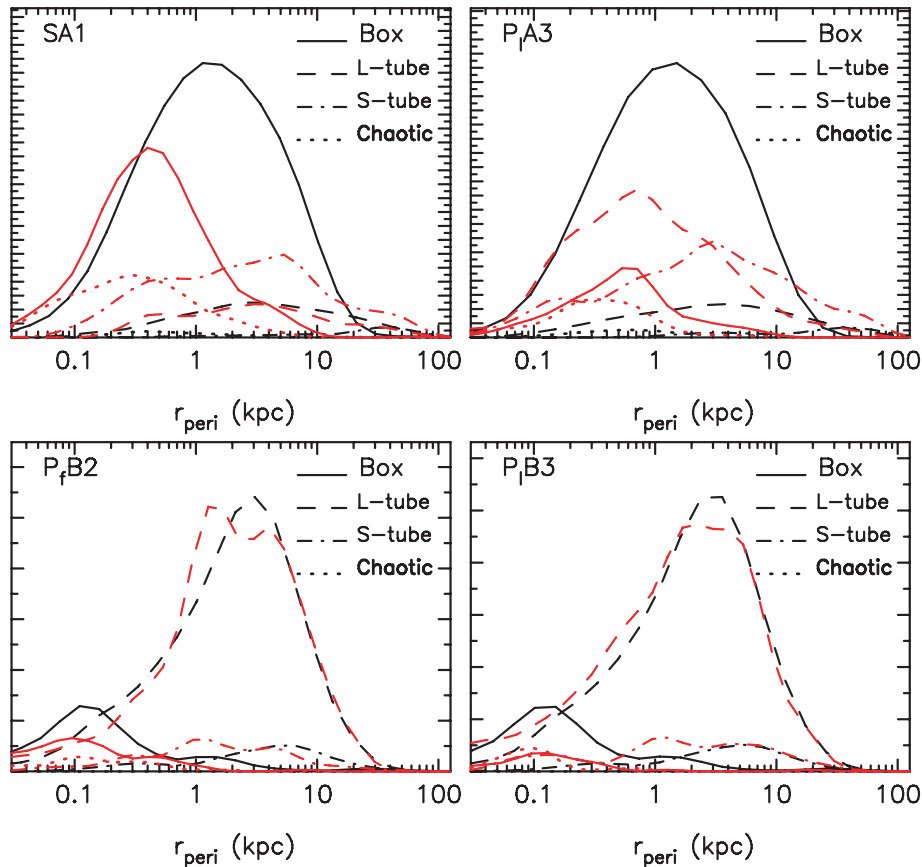 SA1
Box
L-tube
S-tube
Chaotic
0.1 1 10 100
r_peri (kpc)
P_lA3
Box
L-tube
S-tube
Chaotic
0.1 1 10 100
r_peri (kpc)
P_fB2
Box
L-tube
S-tube
Chaotic
0.1 1 10 100
r_peri (kpc)
P_lB3
Box
L-tube
S-tube
Chaotic
0.1 1 10 100
r_peri (kpc)